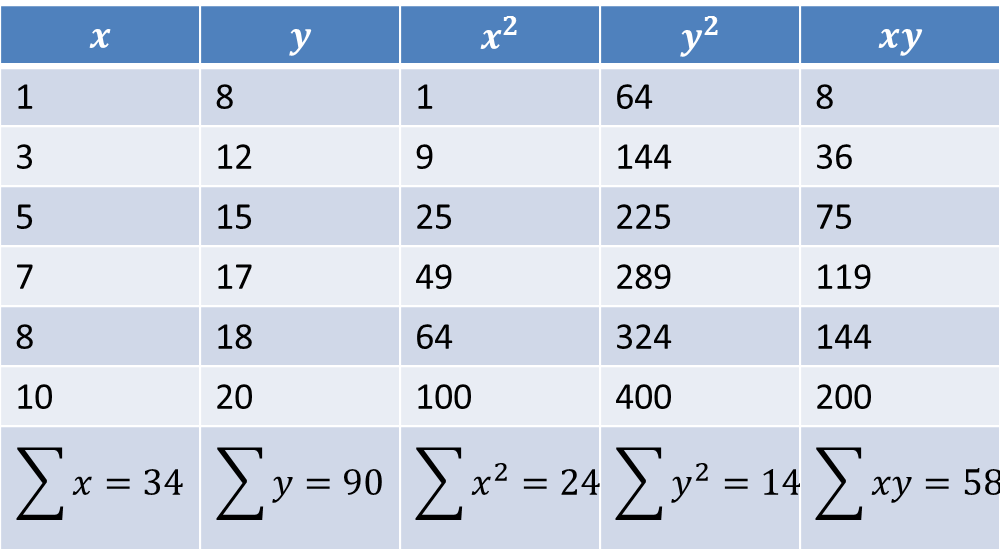 x y x² y² xy
1 8 1 64 8
3 12 9 144 36
5 15 25 225 75
7 17 49 289 119
8 18 64 324 144
10 20 100 400 200
∑x = 34 ∑y = 90 ∑x² = 24 ∑y² = 14 ∑xy = 58